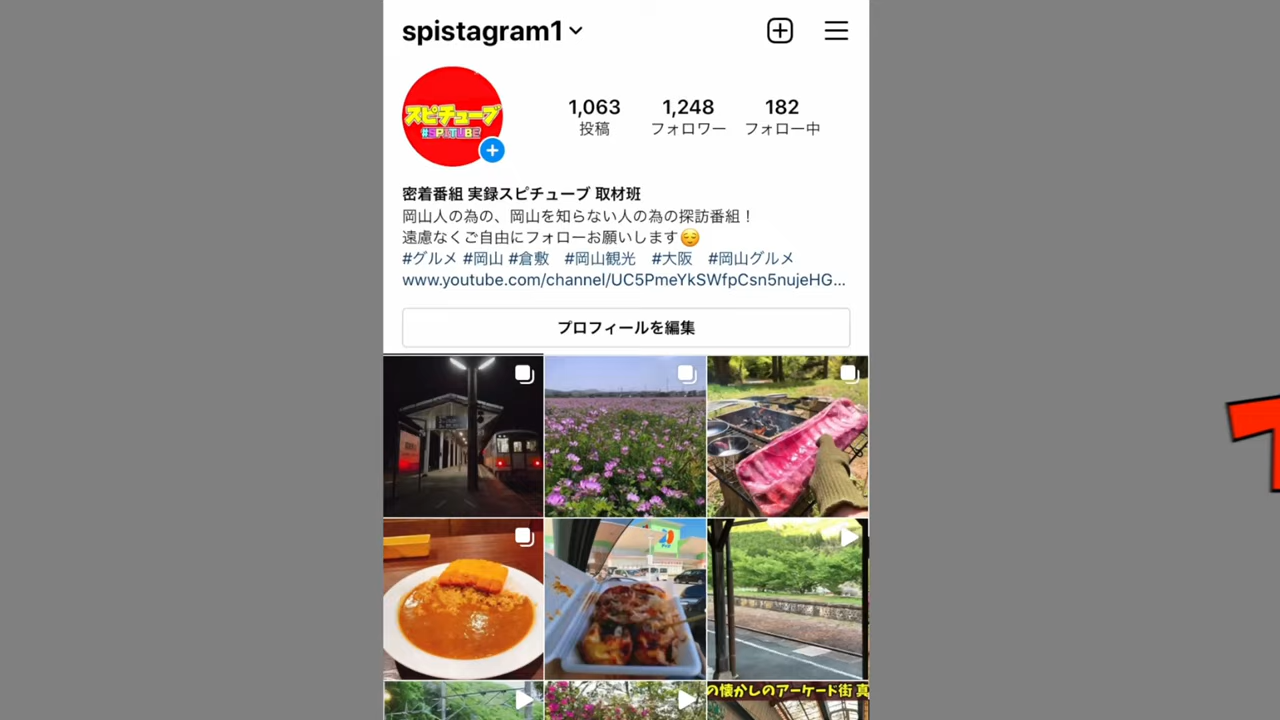 spistagram1
スピチューブ
#SPITUBE
1,063
投稿
1,248
フォロワー
182
フォロー中
密着番組 実録スピチューブ 取材班
岡山人の為の、岡山を知らない人の為の探訪番組！
遠慮なくご自由にフォローお願いします😌
#グルメ #岡山 #倉敷　#岡山観光　#大阪　#岡山グルメ
www.youtube.com/channel/UC5PmeYkSWfpCsn5nujeHG...
プロフィールを編集
の懐かしのアーケード街 真